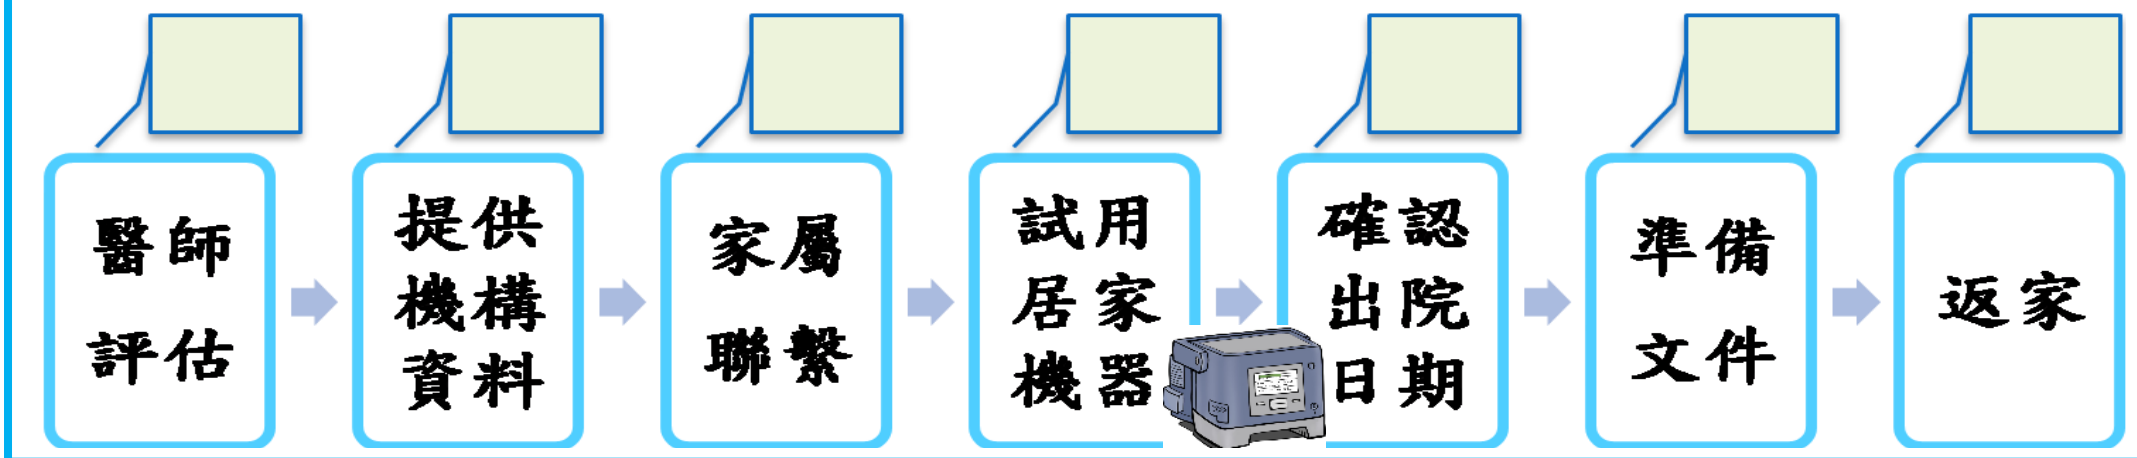 醫師
評估
提供
機構
資料
家屬
聯繫
試用
居家
機器
確認
出院
日期
準備
文件
返家